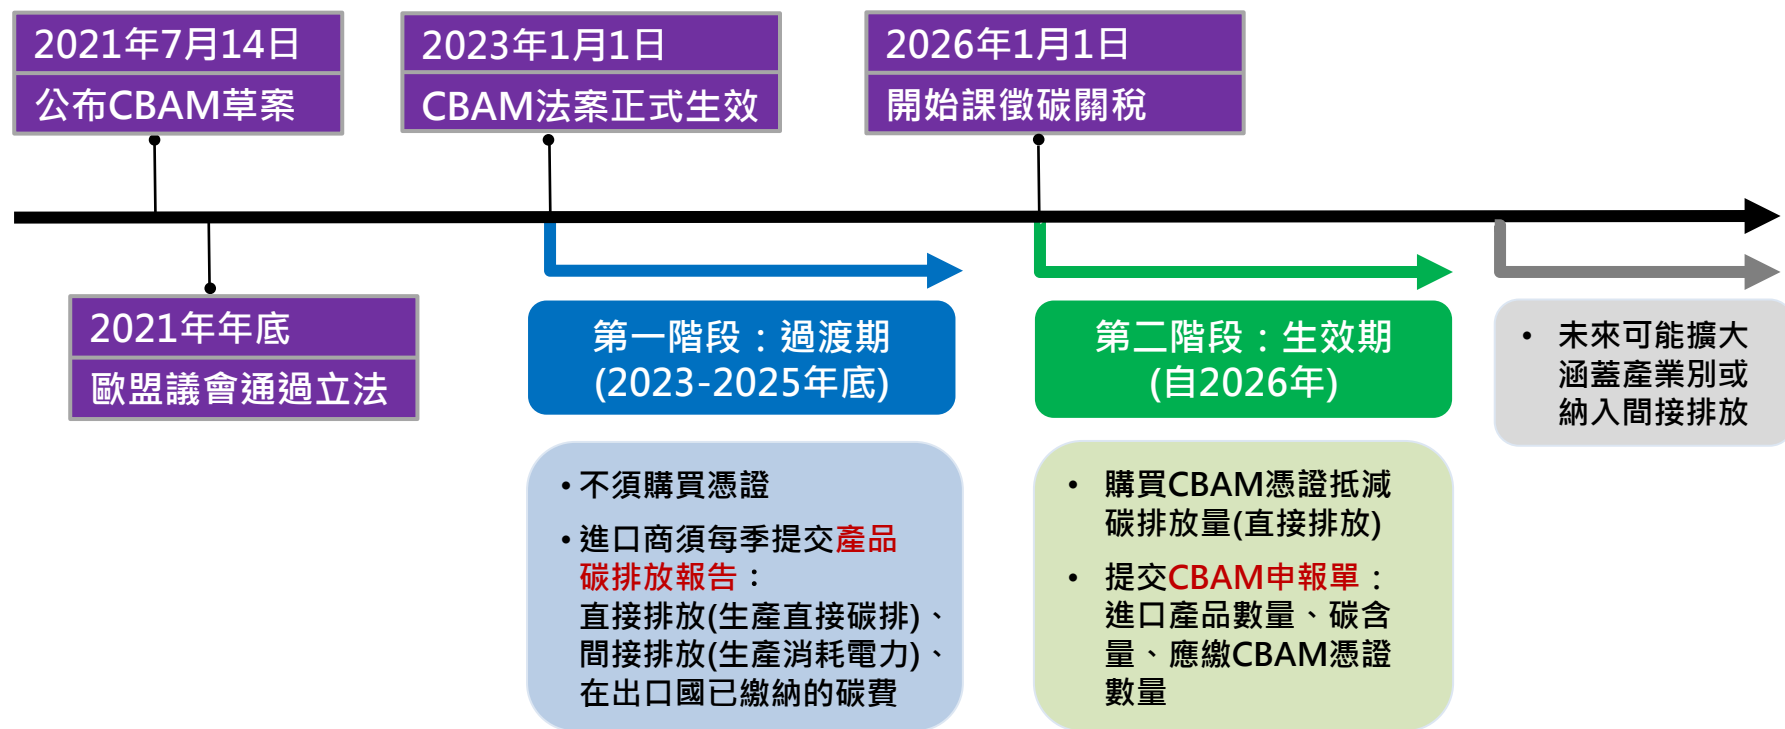 2021年7月14日
公布CBAM草案
2023年1月1日
CBAM法案正式生效
2026年1月1日
開始課徵碳關稅
2021年年底
歐盟議會通過立法
第一階段：過渡期
(2023-2025年底)
•不須購買憑證
•進口商須每季提交產品
碳排放報告：
直接排放(生產直接碳排)、
間接排放(生產消耗電力)、
在出口國已繳納的碳費
第二階段：生效期
(自2026年)
• 購買CBAM憑證抵減
碳排放量(直接排放)
• 提交CBAM申報單：
進口產品數量、碳含
量、應繳CBAM憑證
數量
• 未來可能擴大
涵蓋產業別或
納入間接排放